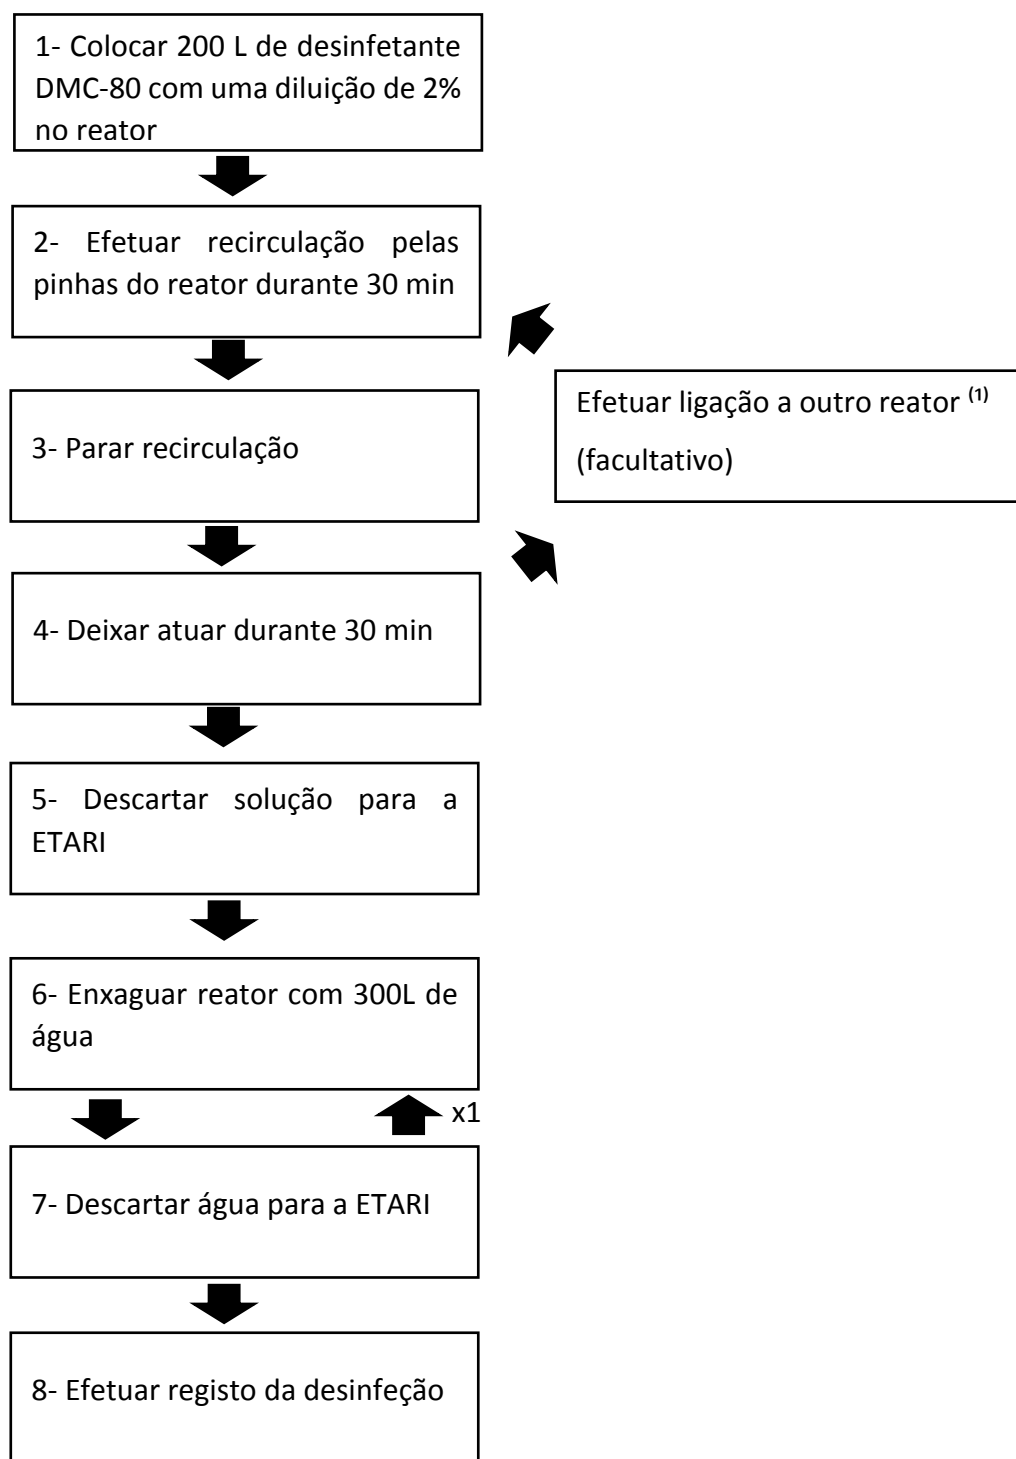 1- Colocar 200 L de desinfetante
DMC-80 com uma diluição de 2%
no reator
2- Efetuar recirculação pelas
pinhas do reator durante 30 min
3- Parar recirculação
Efetuar ligação a outro reator ⁽¹⁾
(facultativo)
4- Deixar atuar durante 30 min
5- Descartar solução para a
ETARI
6- Enxaguar reator com 300L de
água
x1
7- Descartar água para a ETARI
8- Efetuar registo da desinfeção